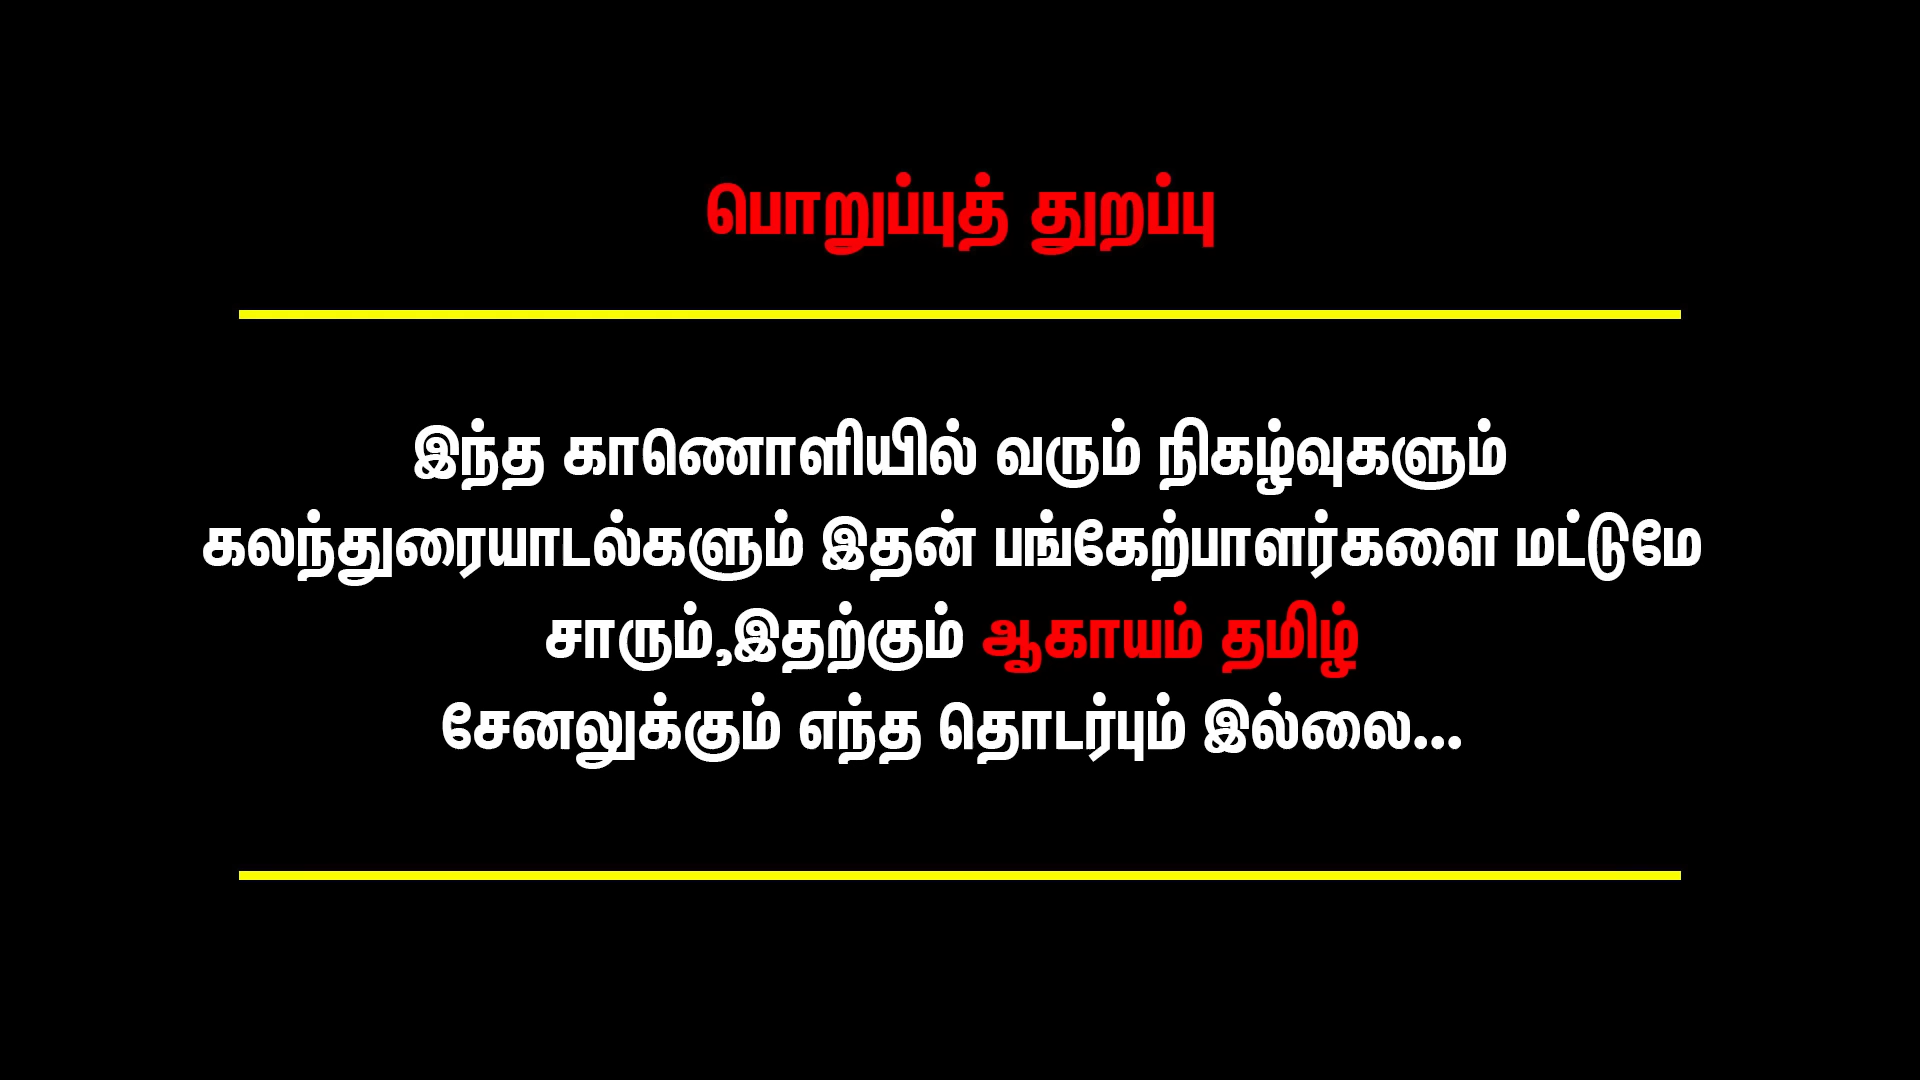 பொறுப்புத் துறப்பு
இந்த காணொளியில் வரும் நிகழ்வுகளும்
கலந்துரையாடல்களும் இதன் பங்கேற்பாளர்களை மட்டுமே
சாரும்,இதற்கும் ஆகாயம் தமிழ்
சேனலுக்கும் எந்த தொடர்பும் இல்லை...